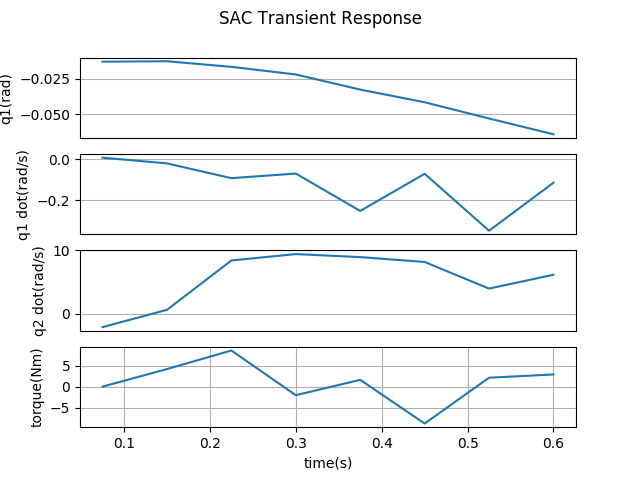 SAC Transient Response
q1(rad)
−0.025
−0.050
q1 dot(rad/s)
0.0
−0.2
q2 dot(rad/s)
10
0
torque(Nm)
5
0
−5
0.1 0.2 0.3 0.4 0.5 0.6
time(s)